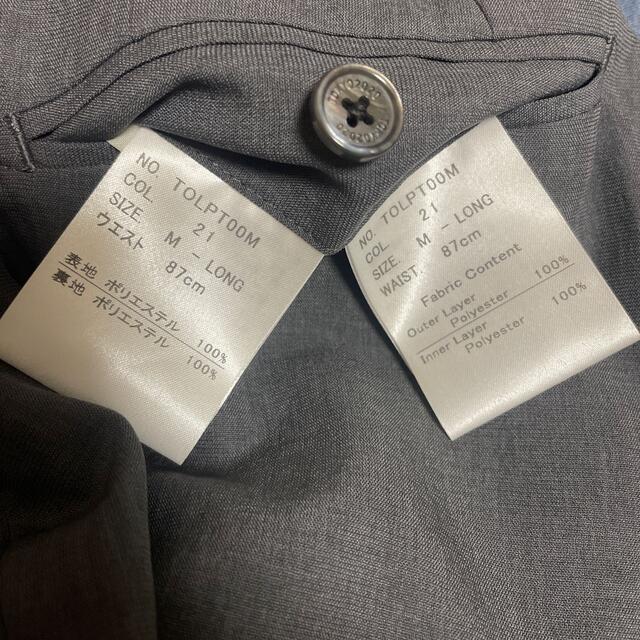 TOKYO2020
TOKYO2020
NO. TOLPT00M
COL 21
SIZE. M - LONG
ウエスト 87cm
表地 ポリエステル 100%
裏地 ポリエステル 100%
NO. TOLPT00M
COL 21
SIZE. M - LONG
WAIST. 87cm
Fabric Content
Outer Layer 100%
Polyester
Inner Layer 100%
Polyester